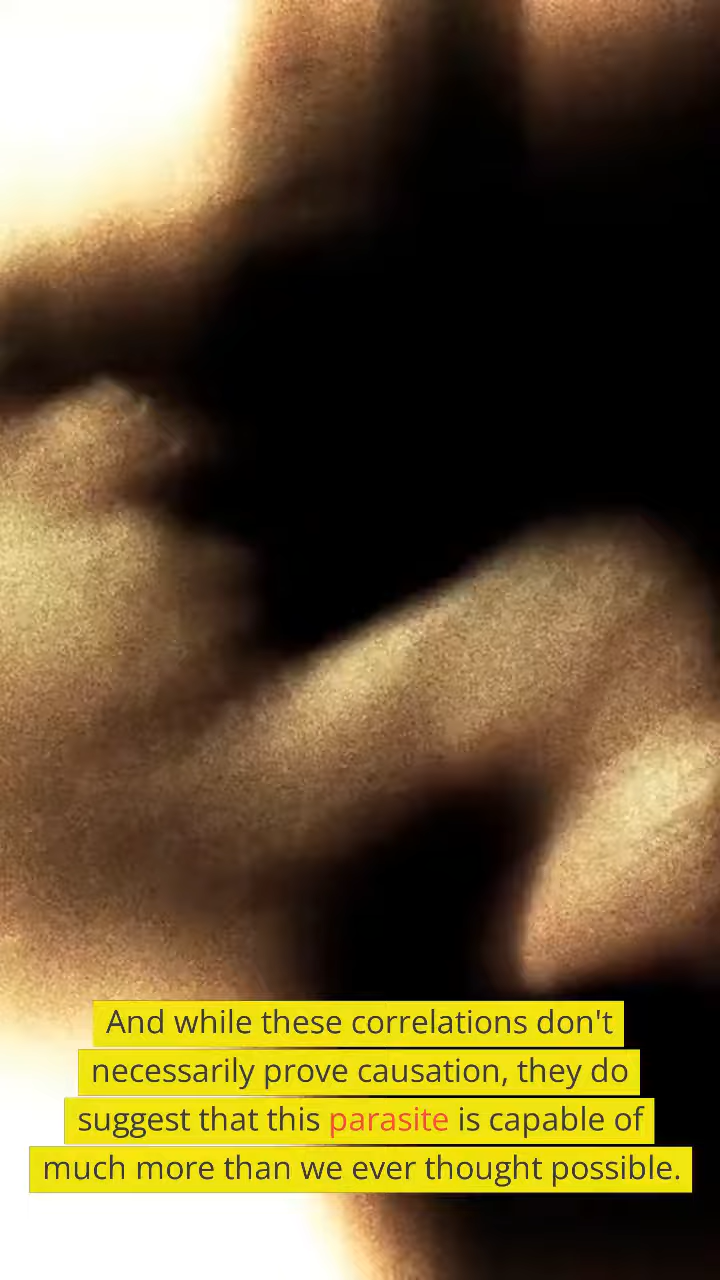 And while these correlations don't
necessarily prove causation, they do
suggest that this parasite is capable of
much more than we ever thought possible.